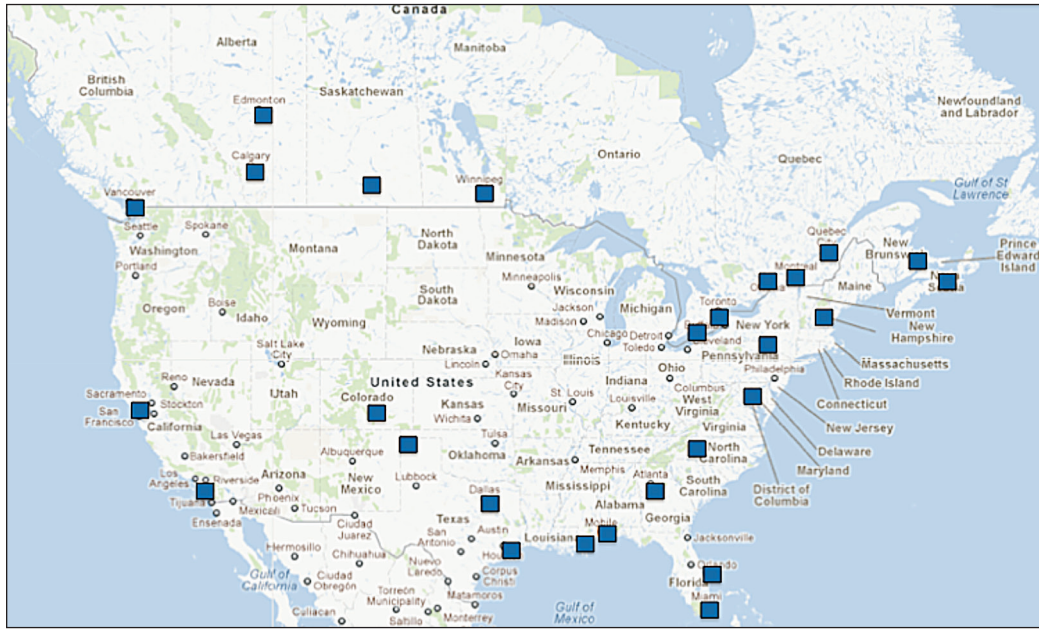 Canada
Alberta
Manitoba
British
Columbia
Saskatchewan
Edmonton
Newfoundland
and Labrador
Ontario
Quebec
Calgary
Winnipeg
Vancouver
Gulf of St
Lawrence
Seattle
Spokane
Washington
Montana
North
Dakota
Minnesota
Quebec
New
Prince
Edward
Island
Portland
Minneapolis
Montreal
Maine
Oregon
Boise
Idaho
South
Dakota
Wisconsin
Michigan
Toronto
Vermont
New
Hampshire
Wyoming
Jackson
Madison
Chicago
Detroit
Toledo
New York
Salt Lake
City
Nebraska
Iowa
Omaha
Lincoln
Illinois
Pennsylvania
Massachusetts
Rhode Island
Connecticut
Reno
Nevada
Utah
United States
Colorado
Kansas
City
Indiana
Ohio
Columbus
Philadelphia
Sacramento
Stockton
San
Francisco
California
Kansas
Wichita
St. Louis
Missouri
Louisville
Kentucky
West
Virginia
Virginia
New Jersey
Delaware
Maryland
District of
Columbia
Las Vegas
Bakersfield
Albuquerque
Tulsa
Oklahoma
Arkansas
Tennessee
Memphis
North
Carolina
Los
Angeles
Riverside
Arizona
Phoenix
New
Mexico
Lubbock
Mississippi
Atlanta
South
Carolina
Alabama
Georgia
Tijuana
Mexicali
Tucson
Ensenada
Dallas
Texas
Ciudad
Juarez
Austin
San
Antonio
Louisiana
Mobile
Jacksonville
Hermosillo
Chihuahua
Nuevo
Laredo
Corpus
Christi
Orlando
Florida
Miami
Gulf of
California
Ciudad
Obregón
Torreón
Municipality
Matamoros
Culiacan
Saltillo
Monterrey
Gulf of
Mexico